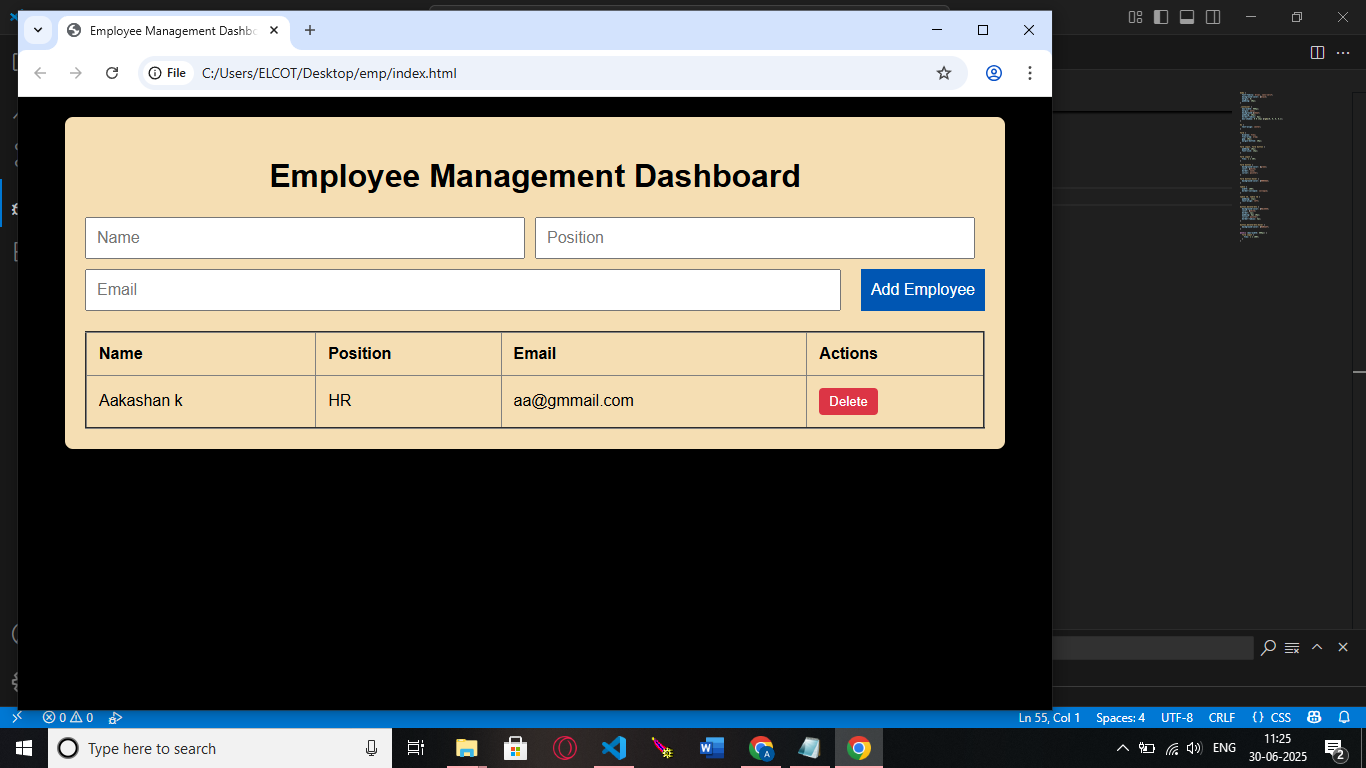 Employee Management Dashbo
File C:/Users/ELCOT/Desktop/emp/index.html
Employee Management Dashboard
Name Position
Email Add Employee
Name Position Email Actions
Aakashan k HR aa@gmmail.com Delete
0 0 Ln 55, Col 1 Spaces: 4 UTF-8 CRLF {} CSS
Type here to search ENG 11:25
30-06-2025 2